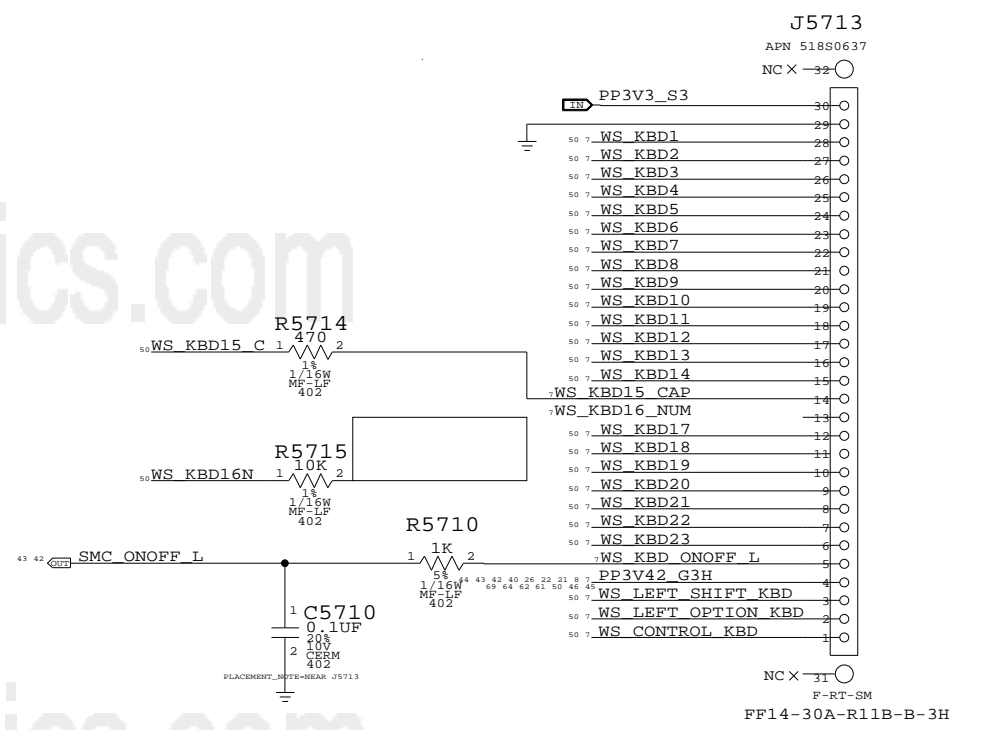 J5713
APN 518S0637
NC 32
IN PP3V3_S3 30
29
50 7 WS_KBD1 28
50 7 WS_KBD2 27
50 7 WS_KBD3 26
50 7 WS_KBD4 25
50 7 WS_KBD5 24
50 7 WS_KBD6 23
50 7 WS_KBD7 22
50 7 WS_KBD8 21
50 7 WS_KBD9 20
50 7 WS_KBD10 19
50 7 WS_KBD11 18
50 7 WS_KBD12 17
50 7 WS_KBD13 16
50 7 WS_KBD14 15
7 WS_KBD15_CAP 14
7 WS_KBD16_NUM 13
50 7 WS_KBD17 12
50 7 WS_KBD18 11
50 7 WS_KBD19 10
50 7 WS_KBD20 9
50 7 WS_KBD21 8
50 7 WS_KBD22 7
50 7 WS_KBD23 6
7 WS_KBD_ONOFF_L 5
44 43 42 40 26 22 21 8 7 PP3V42_G3H 4
69 64 62 61 50 46 45
50 7 WS_LEFT_SHIFT_KBD 3
50 7 WS_LEFT_OPTION_KBD 2
50 7 WS_CONTROL_KBD 1
NC 31
F-RT-SM
FF14-30A-R11B-B-3H
R5714
470
50 WS_KBD15_C 1 2
1%
1/16W
MF-LF
402
R5715
10K
50 WS_KBD16N 1 2
1%
1/16W
MF-LF
402
R5710
1K
43 42 OUT SMC_ONOFF_L 1 2
5%
1/16W
MF-LF
402
1 C5710
0.1UF
20%
10V
2 CERM
402
PLACEMENT_NOTE=NEAR J5713
ics.com
ics.com